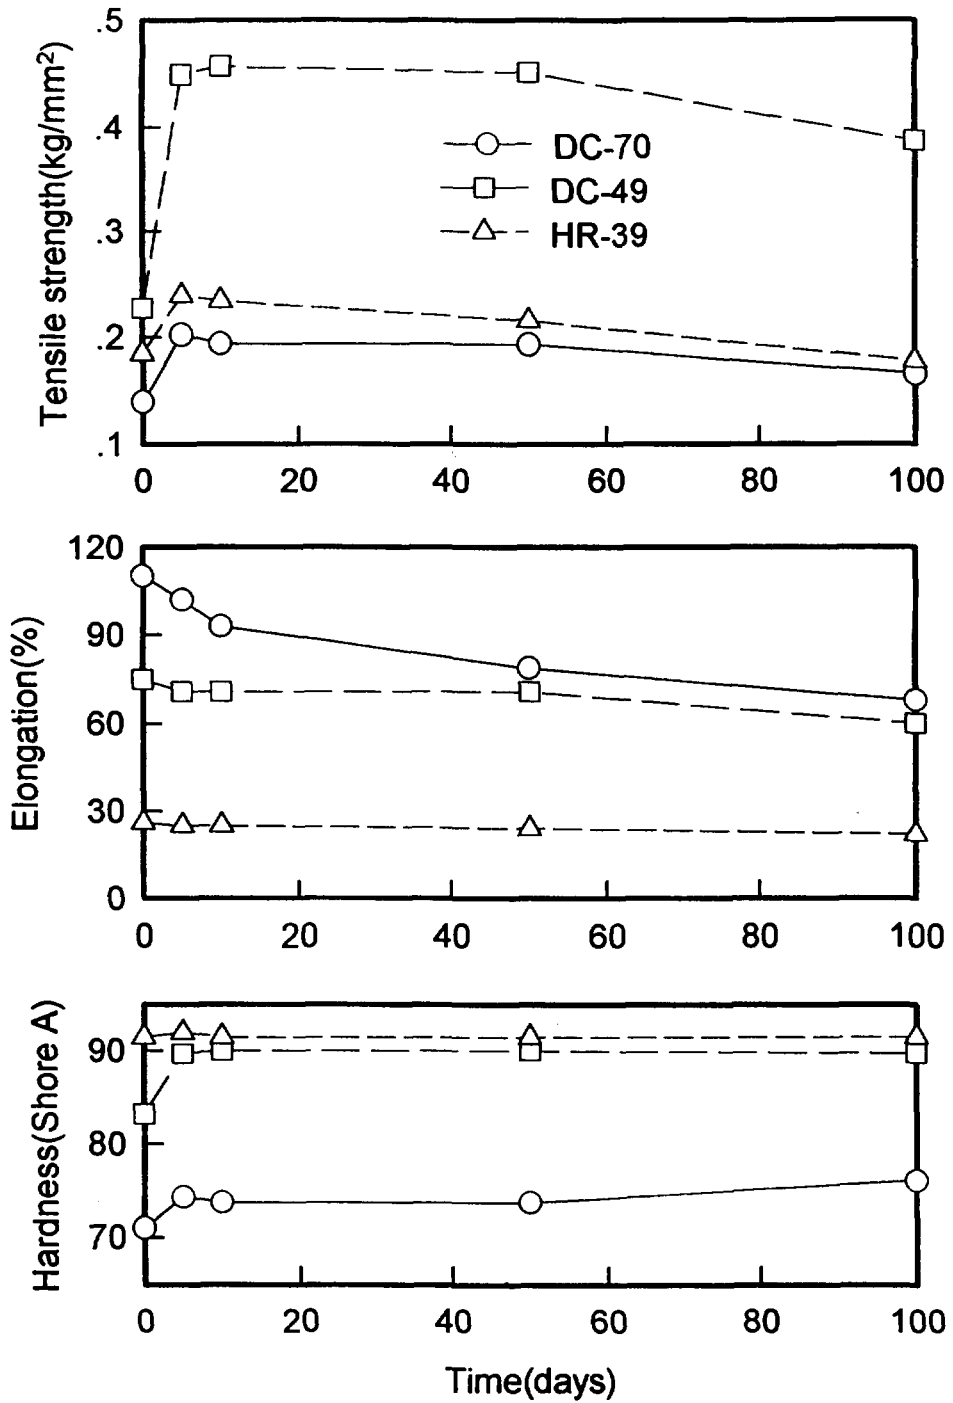 .5
.4
.3
.2
.1
Tensile strength(kg/mm²)
DC-70
DC-49
HR-39
0 20 40 60 80 100
120
90
60
30
0
Elongation(%)
0 20 40 60 80 100
90
80
70
Hardness(Shore A)
0 20 40 60 80 100
Time(days)